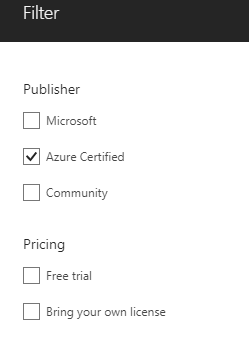 Filter
Publisher
Microsoft
Azure Certified
Community
Pricing
Free trial
Bring your own license